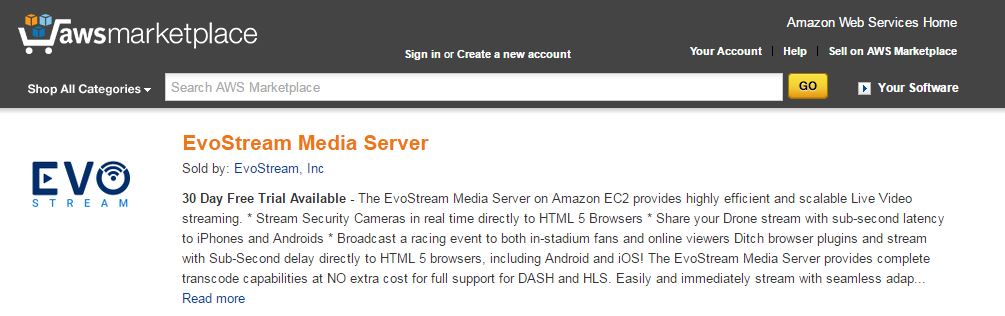 awsmarketplace
Amazon Web Services Home
Sign in or Create a new account
Your Account | Help | Sell on AWS Marketplace
Shop All Categories
Search AWS Marketplace
GO
Your Software
EVO
STREAM
EvoStream Media Server
Sold by: EvoStream, Inc
30 Day Free Trial Available - The EvoStream Media Server on Amazon EC2 provides highly efficient and scalable Live Video
streaming. * Stream Security Cameras in real time directly to HTML 5 Browsers * Share your Drone stream with sub-second latency
to iPhones and Androids * Broadcast a racing event to both in-stadium fans and online viewers Ditch browser plugins and stream
with Sub-Second delay directly to HTML 5 browsers, including Android and iOS! The EvoStream Media Server provides complete
transcode capabilities at NO extra cost for full support for DASH and HLS. Easily and immediately stream with seamless adap...
Read more